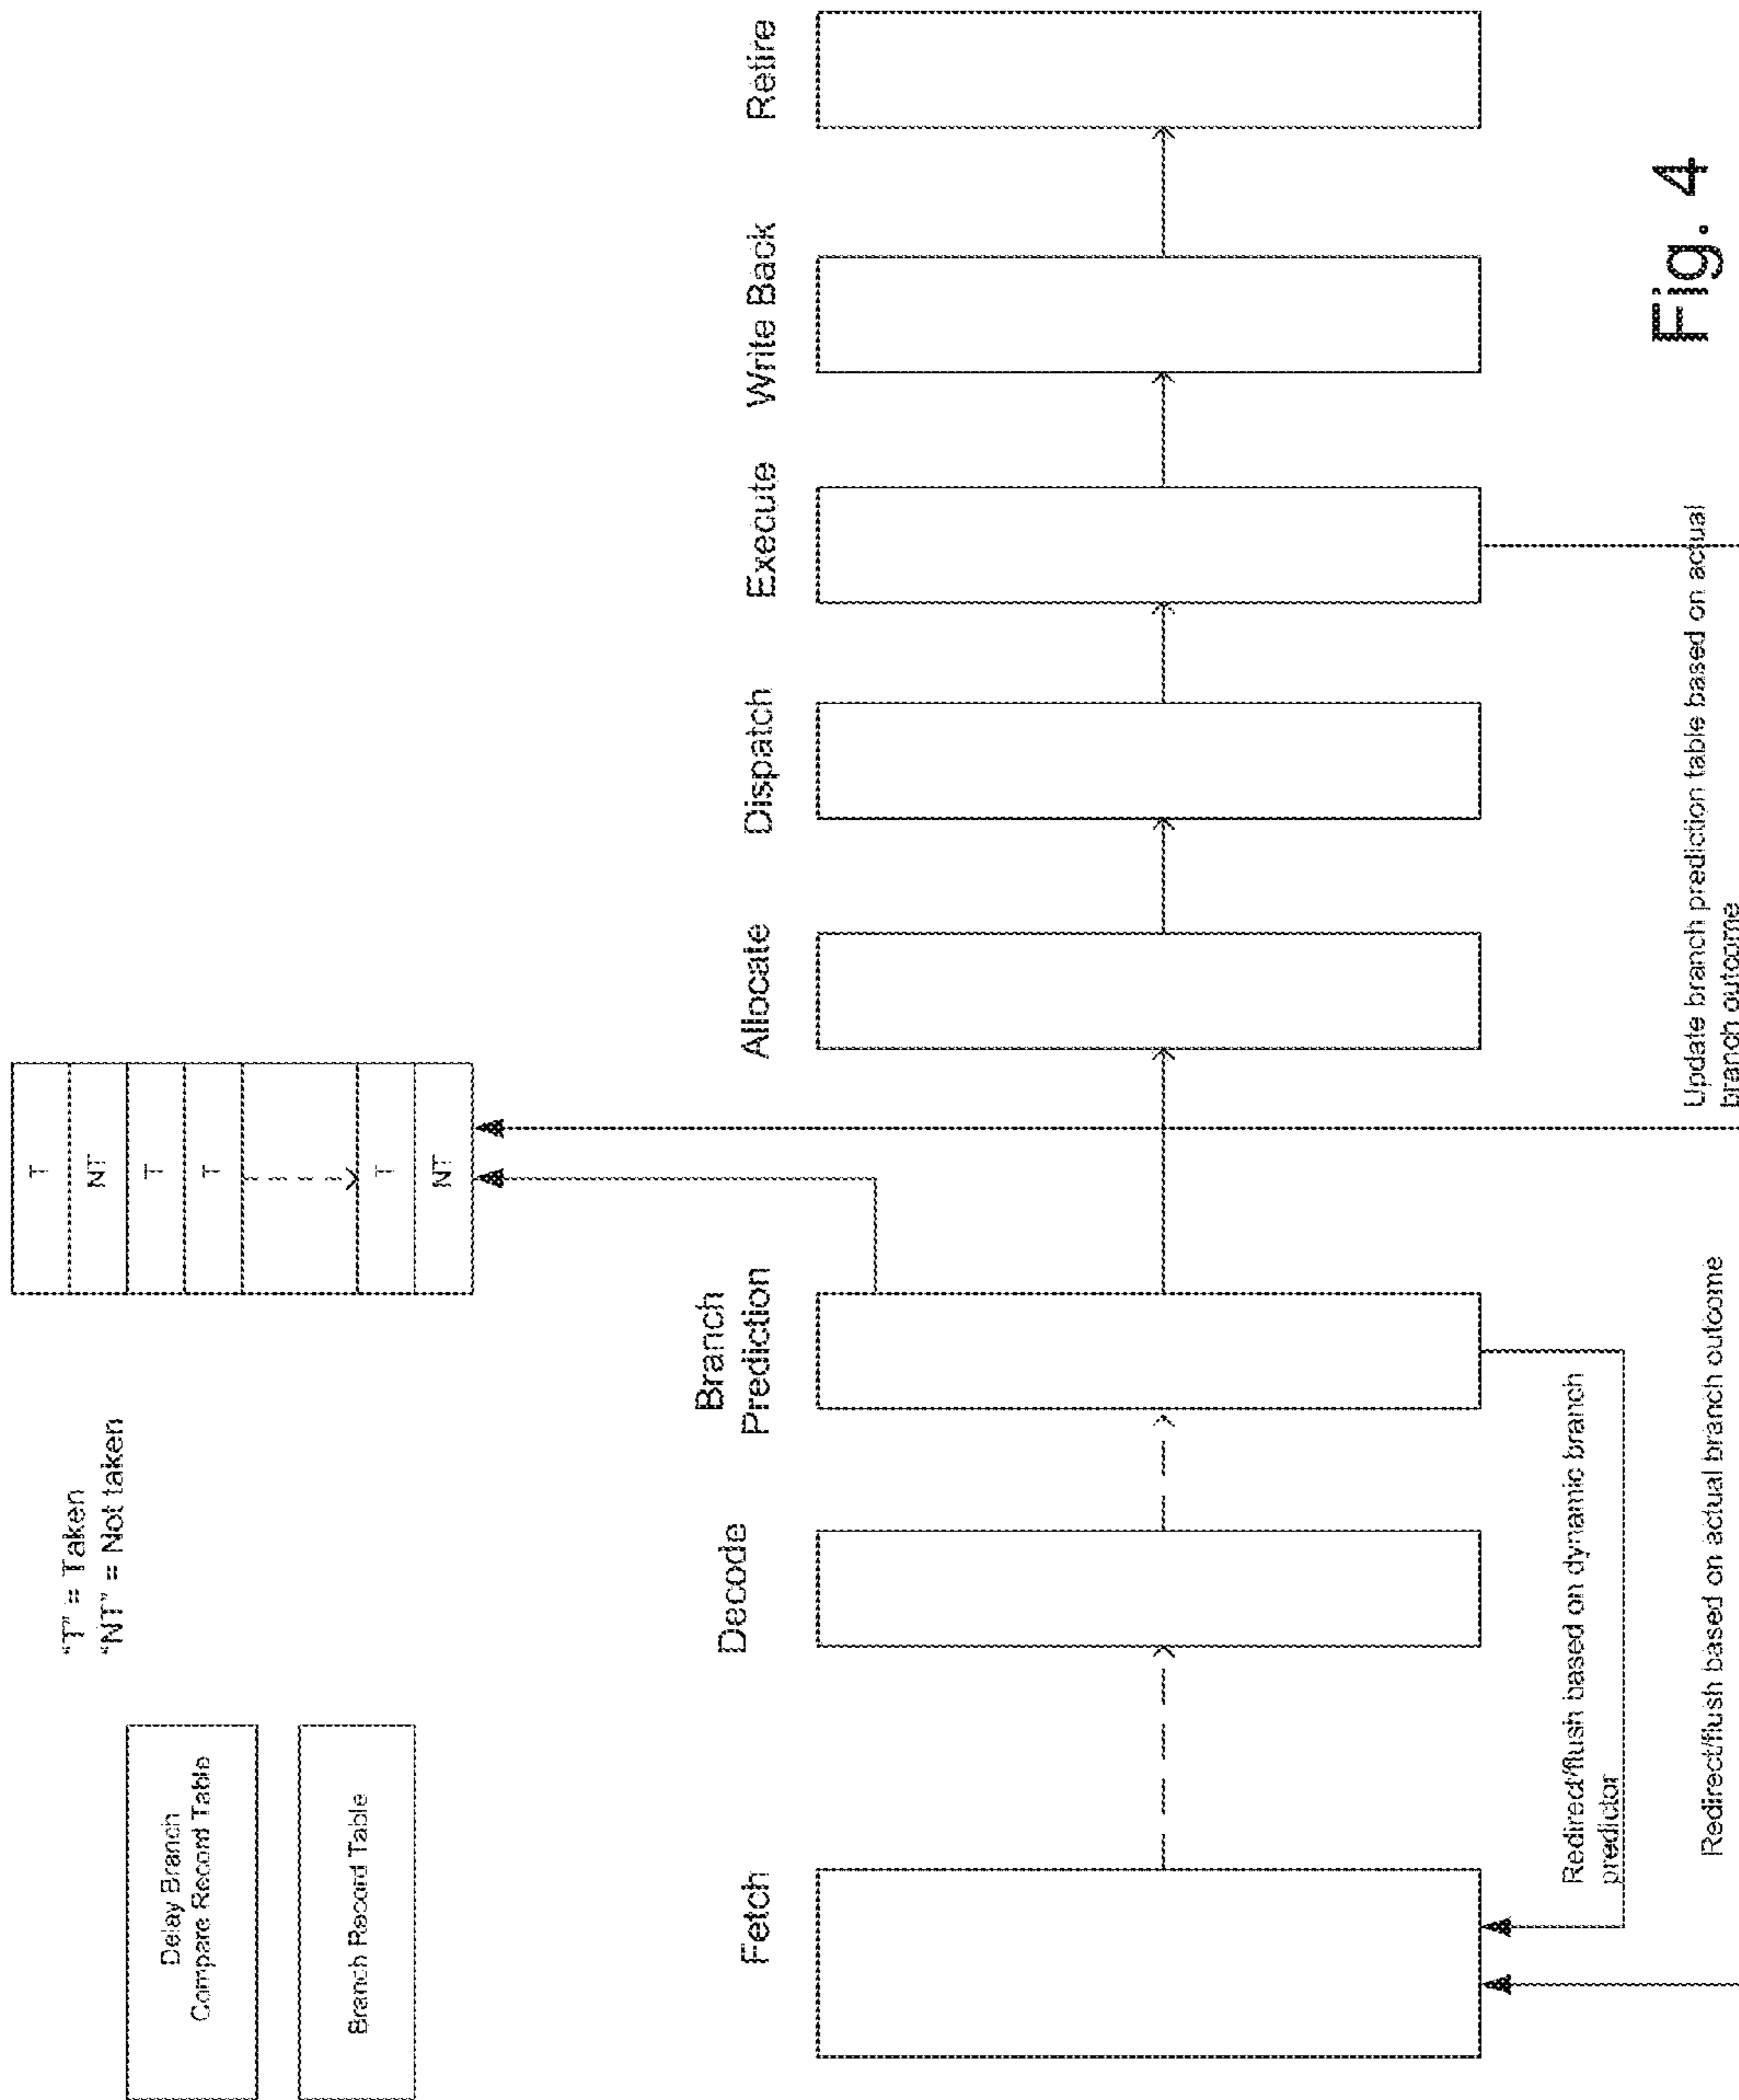 Delay Branch
Compare Record Table
Branch Record Table
"T" = Taken
"NT" = Not taken
T
NT
T
T
T
NT
Fetch
Decode
Branch
Prediction
Allocate
Dispatch
Execute
Write Back
Retire
Redirect/flush based on dynamic branch
predictor
Redirect/flush based on actual branch outcome
Update branch prediction table based on actual
branch outcome
Fig. 4